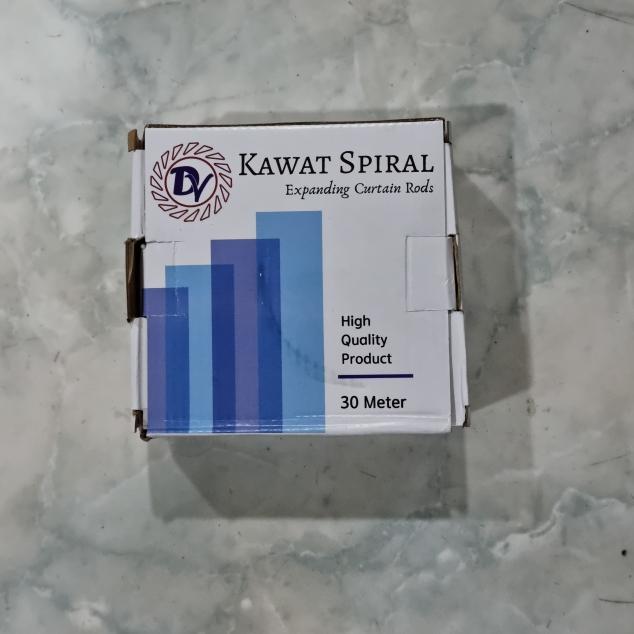 DV
KAWAT SPIRAL
Expanding Curtain Rods
High
Quality
Product
30 Meter